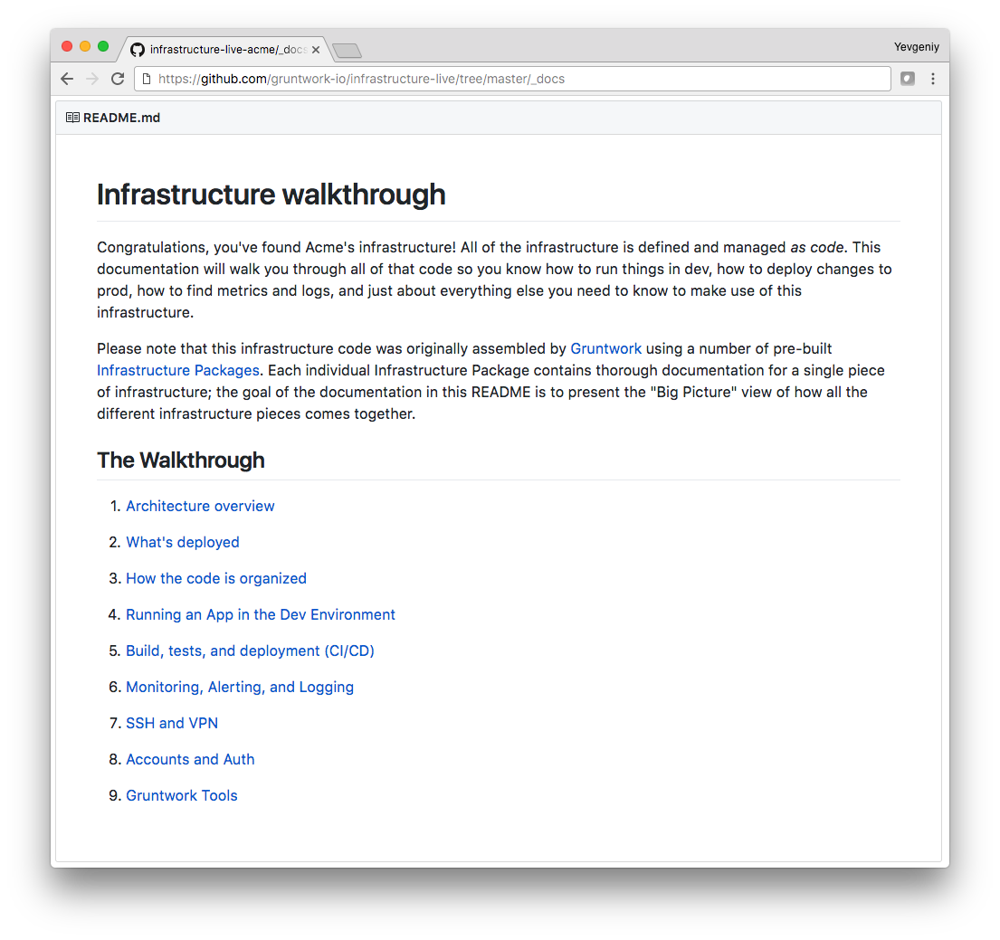 infrastructure-live-acme/_docs
Yevgeniy
https://github.com/gruntwork-io/infrastructure-live/tree/master/_docs
README.md
Infrastructure walkthrough
Congratulations, you've found Acme's infrastructure! All of the infrastructure is defined and managed as code. This
documentation will walk you through all of that code so you know how to run things in dev, how to deploy changes to
prod, how to find metrics and logs, and just about everything else you need to know to make use of this
infrastructure.
Please note that this infrastructure code was originally assembled by Gruntwork using a number of pre-built
Infrastructure Packages. Each individual Infrastructure Package contains thorough documentation for a single piece
of infrastructure; the goal of the documentation in this README is to present the "Big Picture" view of how all the
different infrastructure pieces comes together.
The Walkthrough
1. Architecture overview
2. What's deployed
3. How the code is organized
4. Running an App in the Dev Environment
5. Build, tests, and deployment (CI/CD)
6. Monitoring, Alerting, and Logging
7. SSH and VPN
8. Accounts and Auth
9. Gruntwork Tools